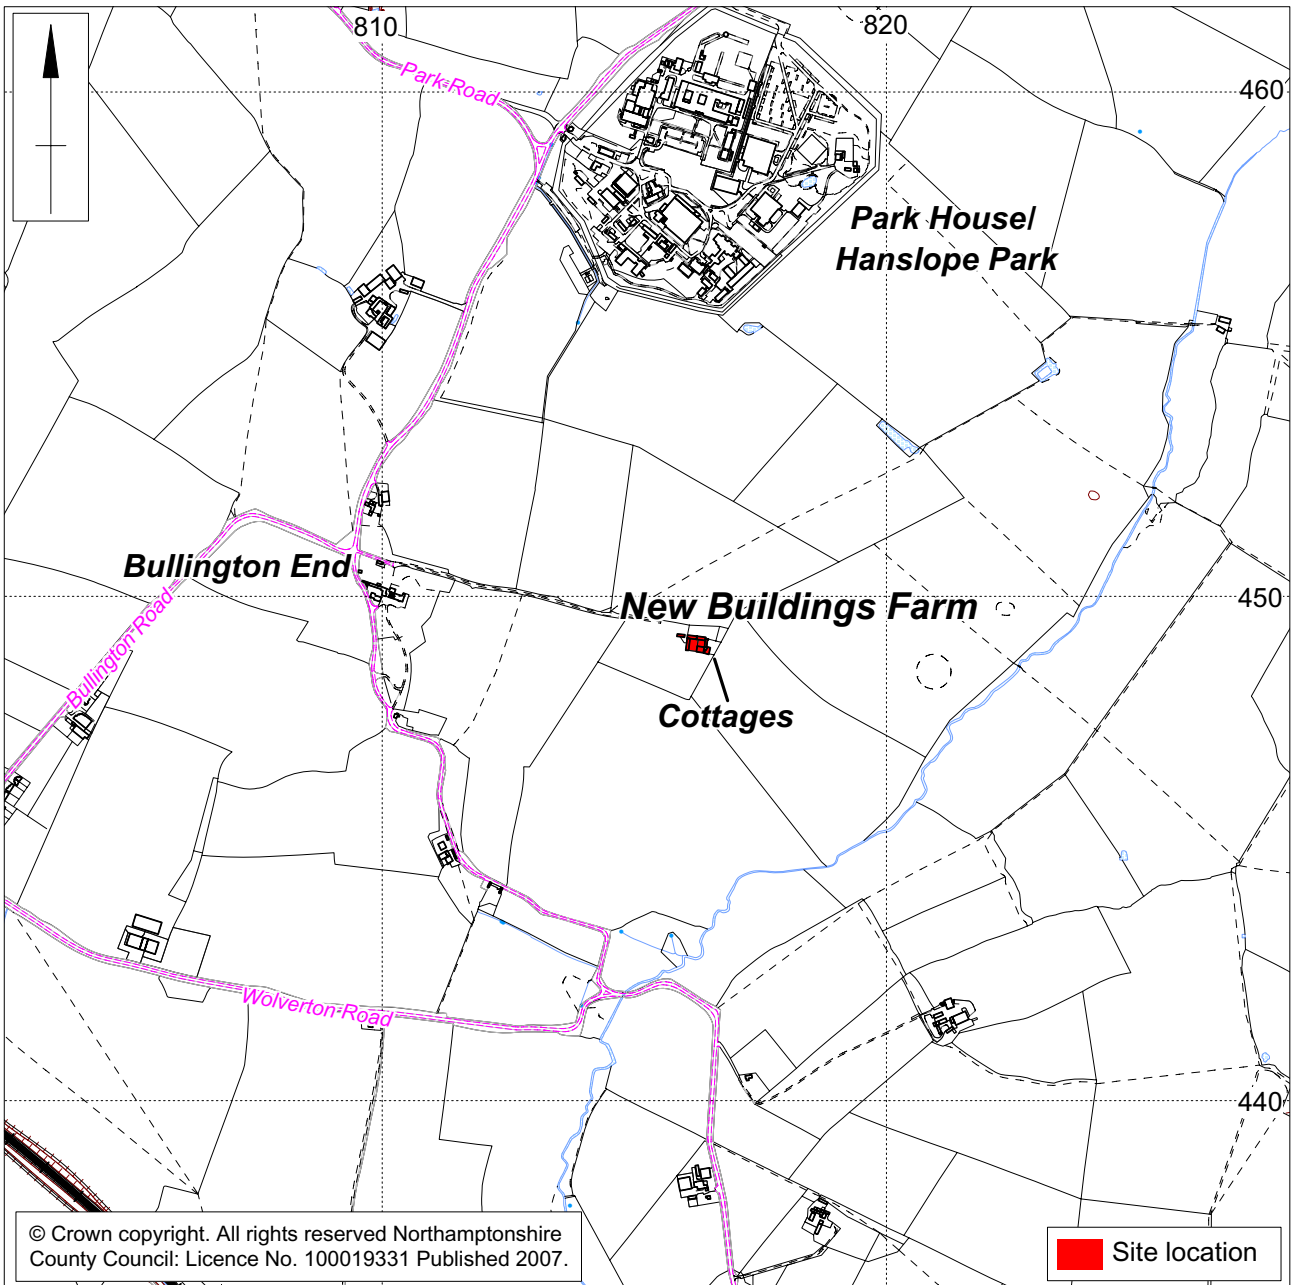 810
820
Park Road
460
Park House/
Hanslope Park
Bullington End
New Buildings Farm
450
Bullington Road
Cottages
Wolverton Road
440
© Crown copyright. All rights reserved Northamptonshire
County Council: Licence No. 100019331 Published 2007.
Site location